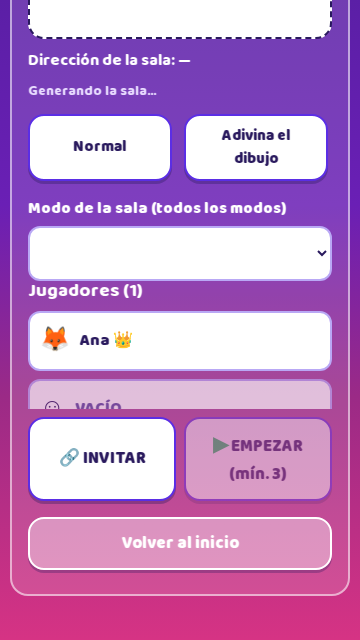 Dirección de la sala: —
Generando la sala...
Normal
Adivina el
dibujo
Modo de la sala (todos los modos)
Jugadores (1)
Ana
VACÍO
INVITAR
EMPEZAR
(mín. 3)
Volver al inicio